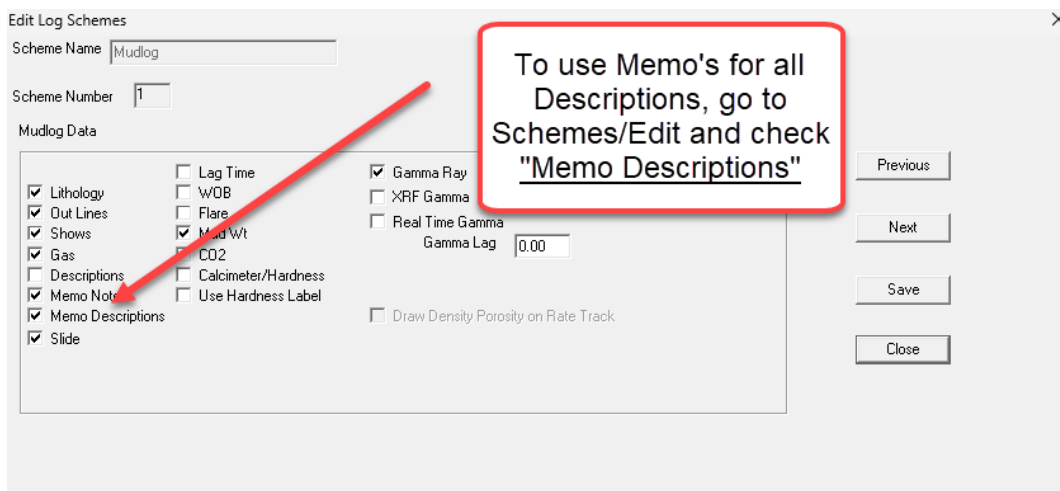 Edit Log Schemes
Scheme Name Mudlog
To use Memo's for all
Descriptions, go to
Schemes/Edit and check
"Memo Descriptions"
Scheme Number 1
Mudlog Data
Lithology
Out Lines
Shows
Gas
Descriptions
Memo Note
Memo Descriptions
Slide
Lag Time
WOB
Flare
Mud Wt
CO2
Calcimeter/Hardness
Use Hardness Label
Gamma Ray
XRF Gamma
Real Time Gamma
Gamma Lag 0.00
Draw Density Porosity on Rate Track
Previous
Next
Save
Close